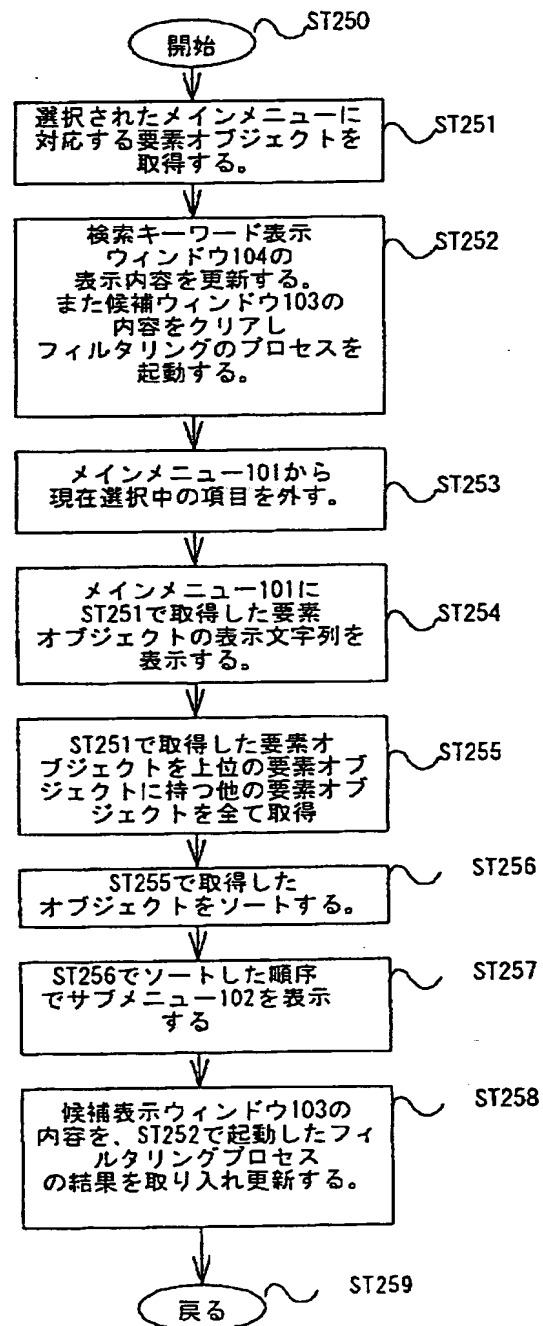 開始
ST250
選択されたメインメニューに
対応する要素オブジェクトを
取得する。
ST251
検索キーワード表示
ウィンドウ104の
表示内容を更新する。
また候補ウィンドウ103の
内容をクリアし
フィルタリングのプロセスを
起動する。
ST252
メインメニュー101から
現在選択中の項目を外す。
ST253
メインメニュー101に
ST251で取得した要素
オブジェクトの表示文字列を
表示する。
ST254
ST251で取得した要素オ
ブジェクトを上位の要素オブ
ジェクトに持つ他の要素オブ
ジェクトを全て取得
ST255
ST255で取得した
オブジェクトをソートする。
ST256
ST256でソートした順序
でサブメニュー102を表示
する
ST257
候補表示ウィンドウ103の
内容を、ST252で起動したフィ
ルタリングプロセス
の結果を取り入れ更新する。
ST258
戻る
ST259